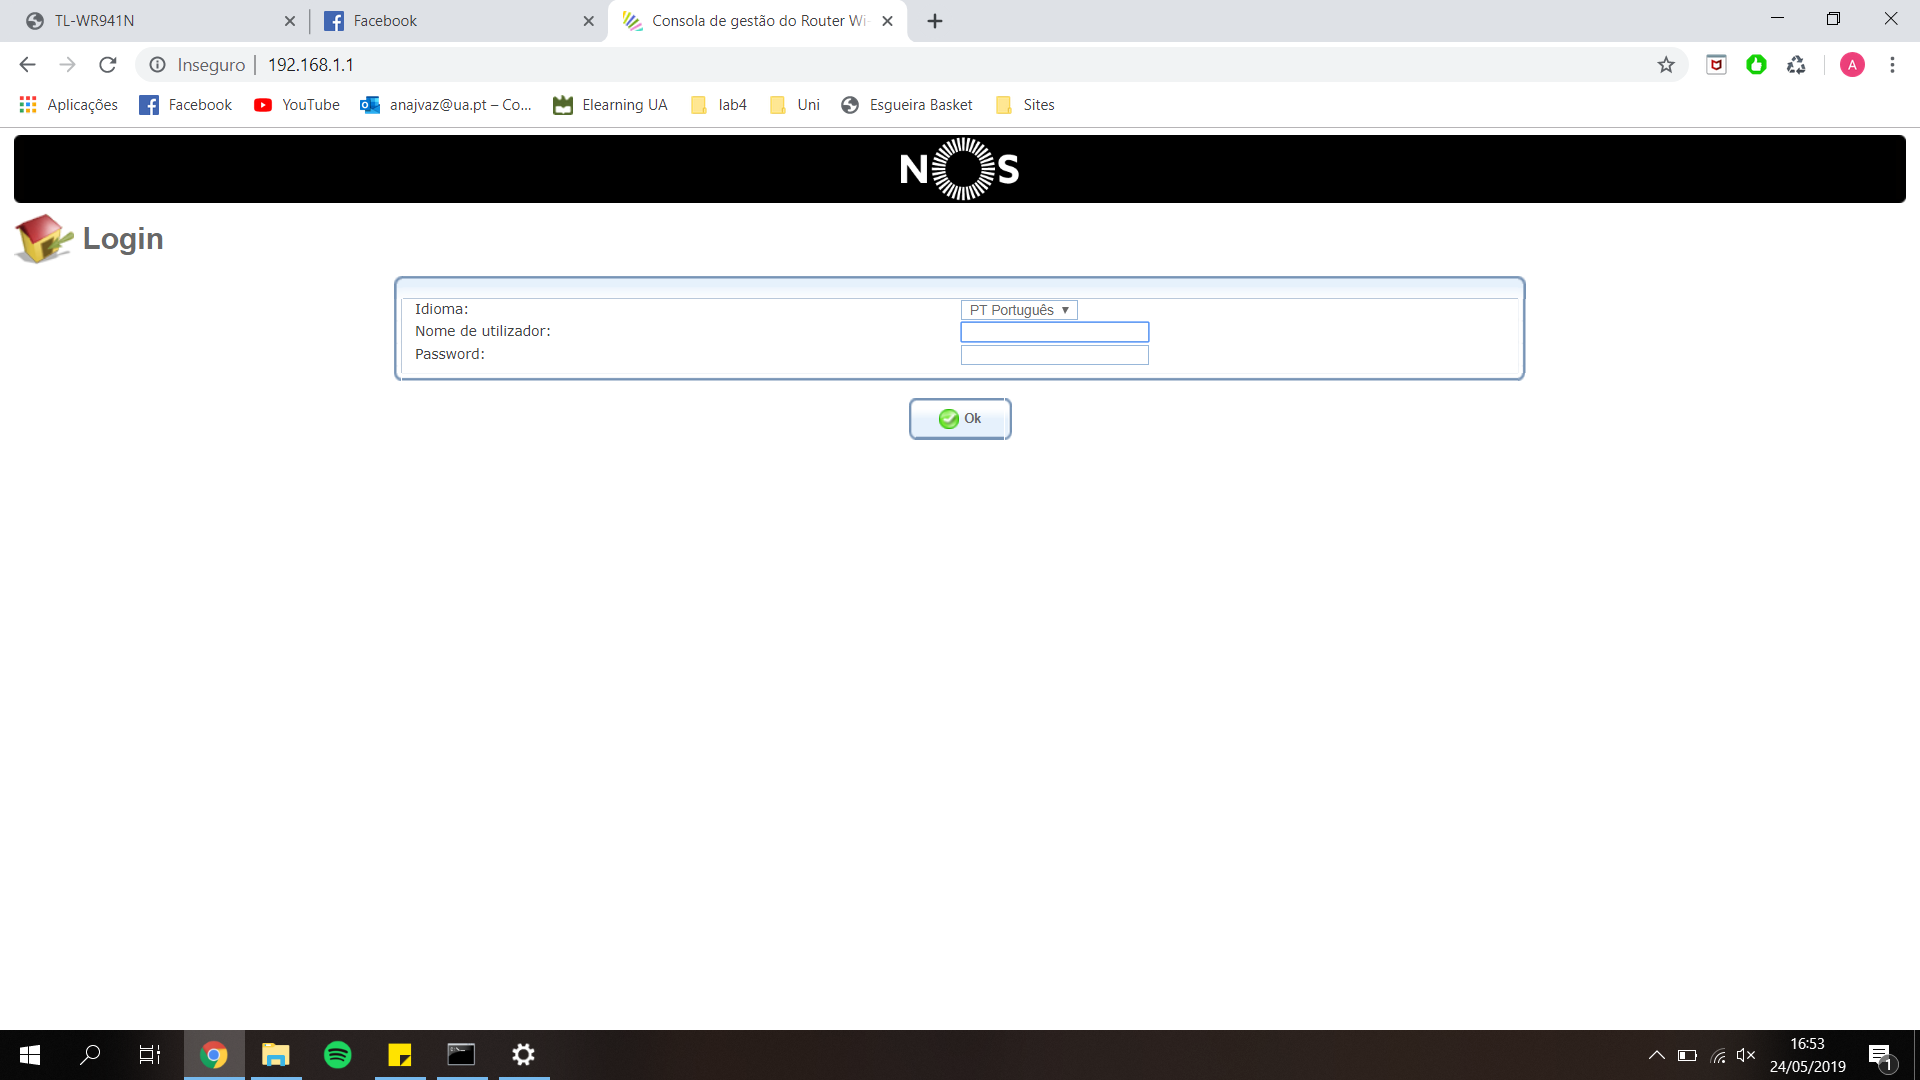 TL-WR941N
Facebook
Consola de gestão do Router Wi-
Inseguro
192.168.1.1
A
Aplicações
Facebook
YouTube
anajvaz@ua.pt – Co...
Elearning UA
lab4
Uni
Esgueira Basket
Sites
NOS
Login
Idioma:
PT Português
Nome de utilizador:
Password:
Ok
16:53
24/05/2019
1